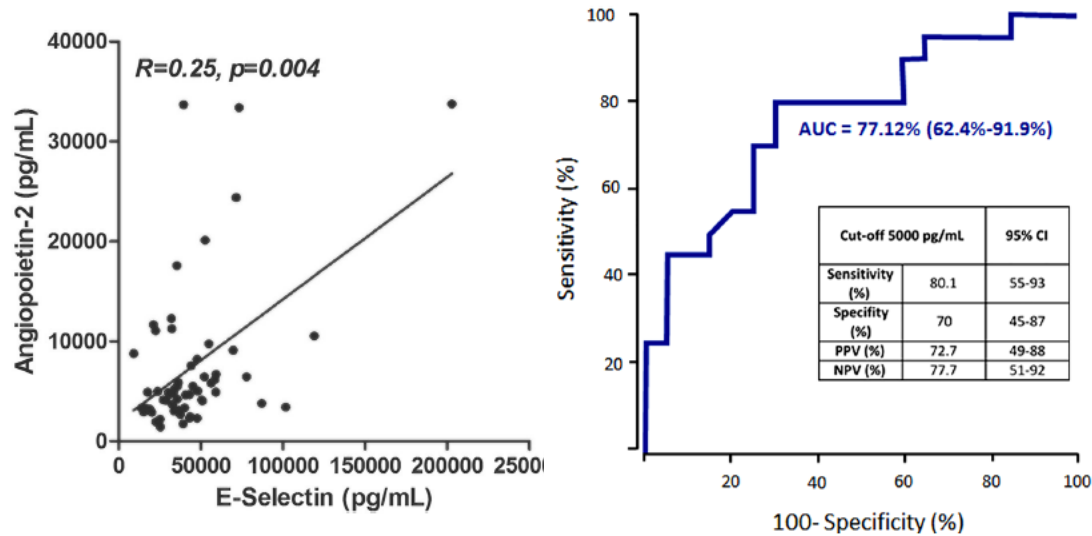 40000
30000
20000
10000
0
Angiopoietin-2 (pg/mL)
R=0.25, p=0.004
0 50000 100000 150000 200000 25000
E-Selectin (pg/mL)
100
80
60
40
20
Sensitivity (%)
AUC = 77.12% (62.4%-91.9%)
Cut-off 5000 pg/mL 95% CI
Sensitivity
(%) 80.1 55-93
Specifity
(%) 70 45-87
PPV (%) 72.7 49-88
NPV (%) 77.7 51-92
20 40 60 80 100
100- Specificity (%)